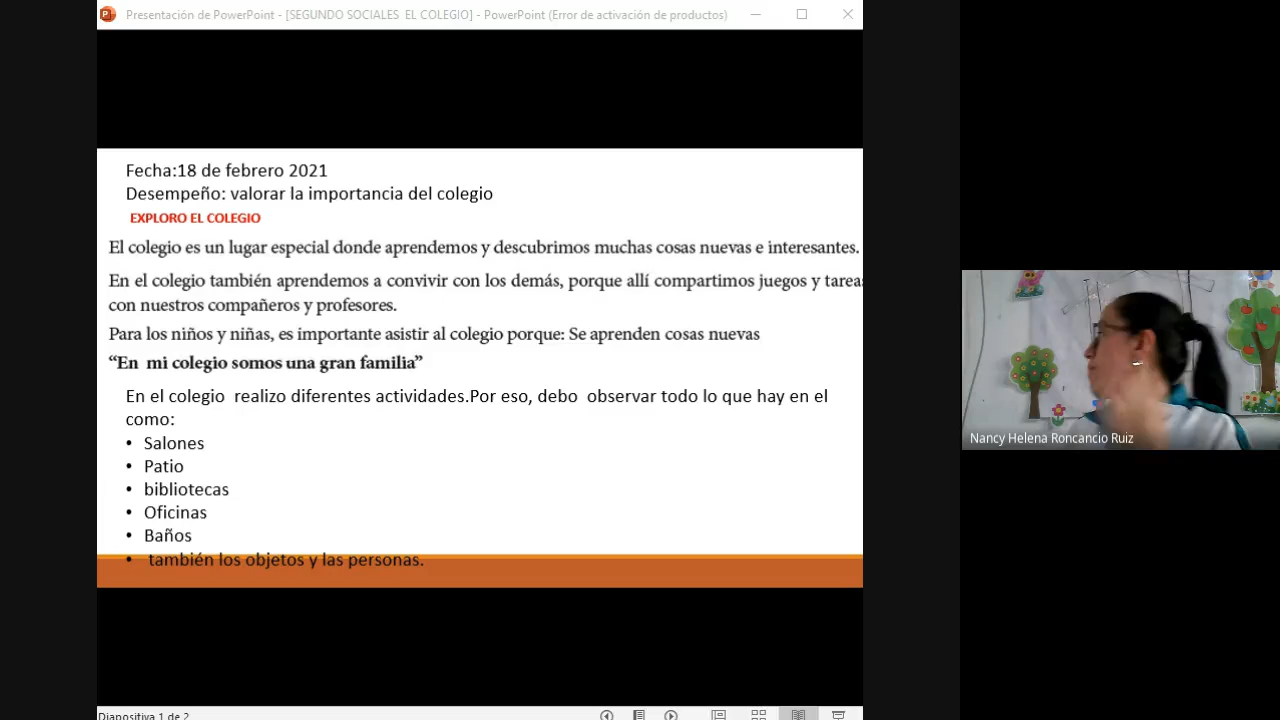 Presentación de PowerPoint - [SEGUNDO SOCIALES  EL COLEGIO] - PowerPoint (Error de activación de productos)
Fecha:18 de febrero 2021
Desempeño: valorar la importancia del colegio
EXPLORO EL COLEGIO
El colegio es un lugar especial donde aprendemos y descubrimos muchas cosas nuevas e interesantes.
En el colegio también aprendemos a convivir con los demás, porque allí compartimos juegos y tareas
con nuestros compañeros y profesores.
Para los niños y niñas, es importante asistir al colegio porque: Se aprenden cosas nuevas
“En  mi colegio somos una gran familia”
En el colegio  realizo diferentes actividades.Por eso, debo  observar todo lo que hay en el
como:
• Salones
• Patio
• bibliotecas
• Oficinas
• Baños
• también los objetos y las personas.
Nancy Helena Roncancio Ruiz
Diapositiva 1 de 2